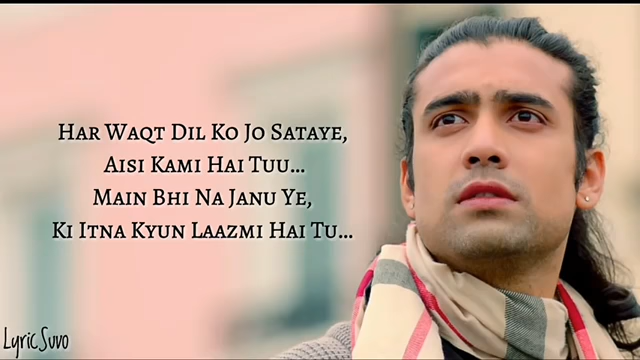 Har Waqt Dil Ko Jo Sataye,
Aisi Kami Hai Tuu...
Main Bhi Na Janu Ye,
Ki Itna Kyun Laazmi Hai Tu...
LyricSuvo